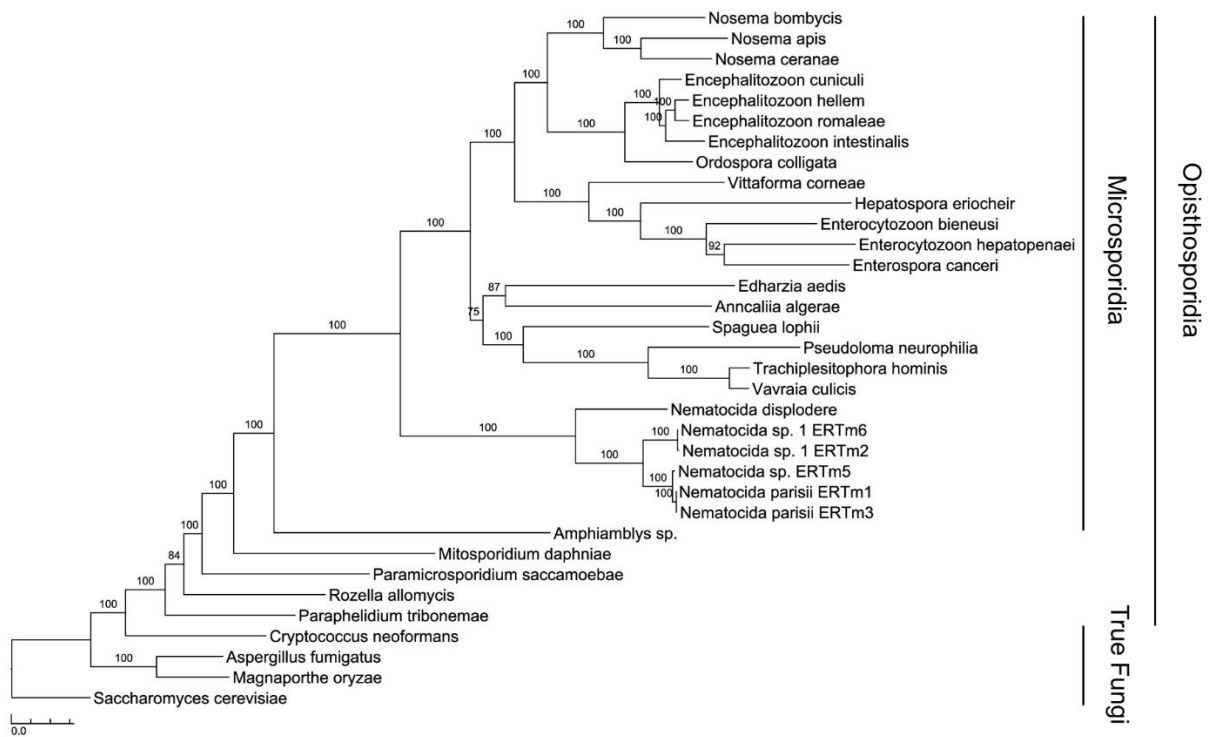 Nosema bombycis
100
Nosema apis
100
Nosema ceranae
100
Encephalitozoon cuniculi
100
Encephalitozoon hellem
100
Encephalitozoon romaleae
100
Encephalitozoon intestinalis
100
Ordospora colligata
100
Vittaforma corneae
100
Hepatospora eriocheir
100
Enterocytozoon bieneusi
100
Enterocytozoon hepatopenaei
92
Enterospora canceri
100
Edharzia aedis
87
Anncaliia algerae
75
Spaguea lophii
100
Pseudoloma neurophilia
100
Trachiplesitophora hominis
100
Vavraia culicis
100
Nematocida displodere
100
Nematocida sp. 1 ERTm6
100
Nematocida sp. 1 ERTm2
100
Nematocida sp. ERTm5
100
Nematocida parisii ERTm1
100
Nematocida parisii ERTm3
Amphiamblys sp.
100
Mitosporidium daphniae
100
Paramicrosporidium saccamoebae
84
Rozella allomycis
100
Paraphelidium tribonemae
100
Cryptococcus neoformans
Aspergillus fumigatus
100
Magnaporthe oryzae
Saccharomyces cerevisiae
0.0
Microsporidia
Opisthosporidia
True Fungi